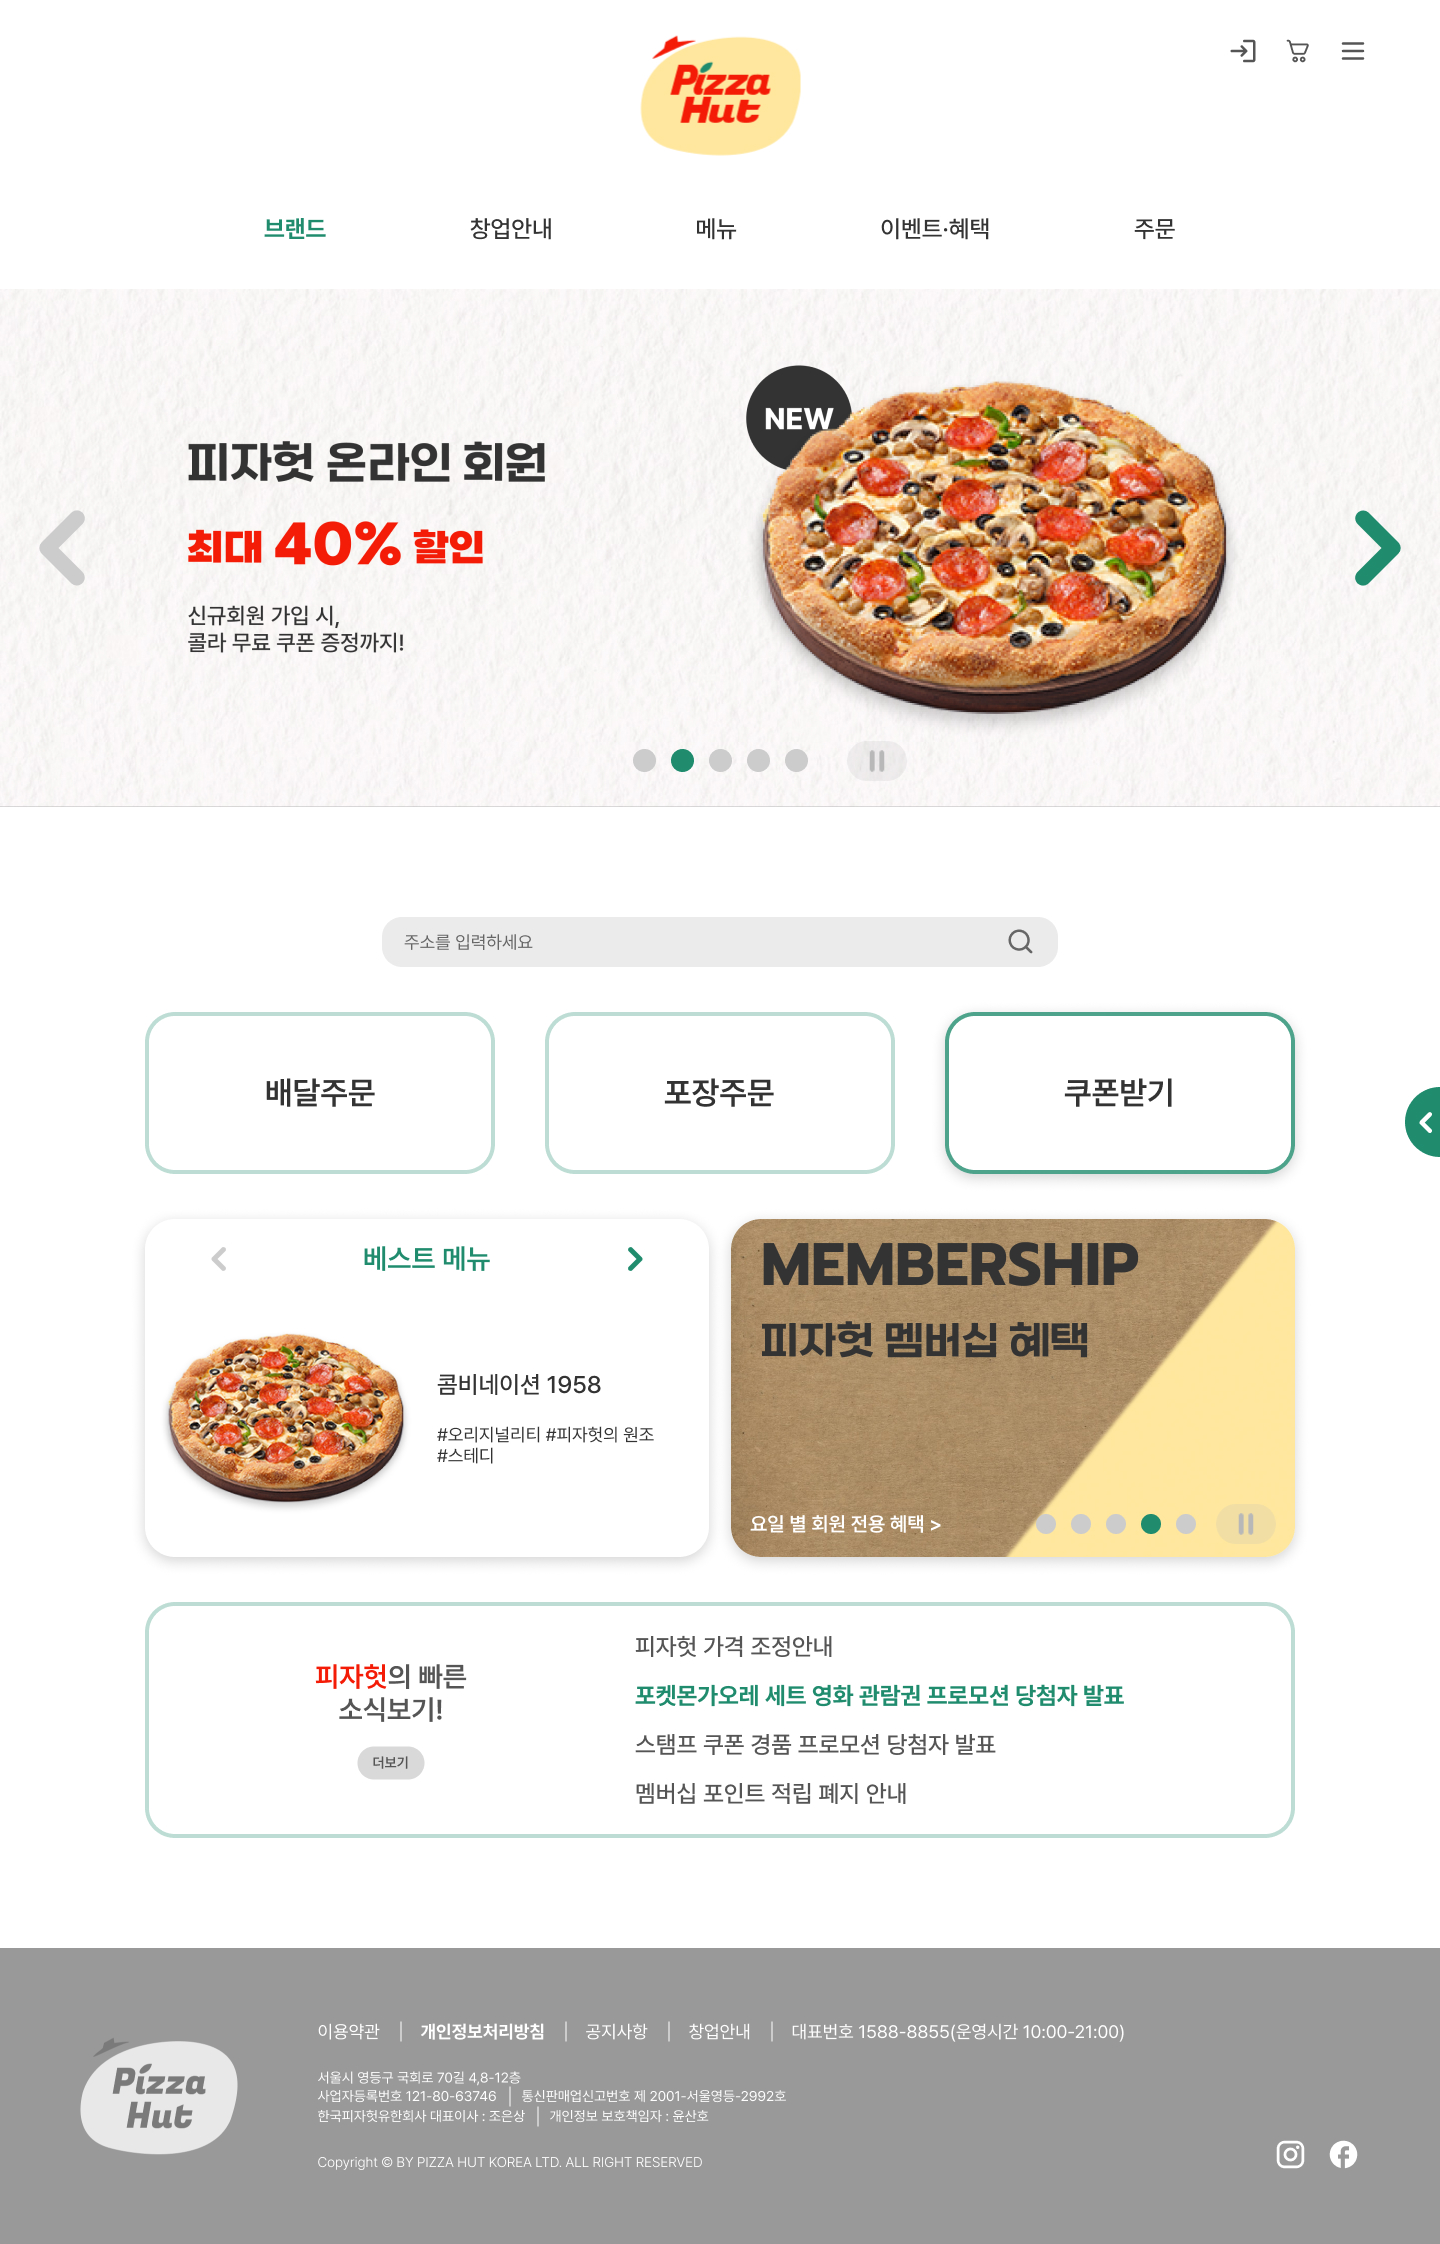 Pizza
Hut
브랜드
창업안내
메뉴
이벤트·혜택
주문
피자헛 온라인 회원
최대 40% 할인
신규회원 가입 시,
콜라 무료 쿠폰 증정까지!
NEW
주소를 입력하세요
배달주문
포장주문
쿠폰받기
베스트 메뉴
콤비네이션 1958
#오리지널리티 #피자헛의 원조
#스테디
MEMBERSHIP
피자헛 멤버십 혜택
요일 별 회원 전용 혜택 >
피자헛의 빠른
소식보기!
더보기
피자헛 가격 조정안내
포켓몬가오레 세트 영화 관람권 프로모션 당첨자 발표
스탬프 쿠폰 경품 프로모션 당첨자 발표
멤버십 포인트 적립 폐지 안내
Pizza
Hut
이용약관 | 개인정보처리방침 | 공지사항 | 창업안내 | 대표번호 1588-8855(운영시간 10:00-21:00)
서울시 영등구 국회로 70길 4,8-12층
사업자등록번호 121-80-63746 | 통신판매업신고번호 제 2001-서울영등-2992호
한국피자헛유한회사 대표이사 : 조은상 | 개인정보 보호책임자 : 윤산호
Copyright © BY PIZZA HUT KOREA LTD. ALL RIGHT RESERVED